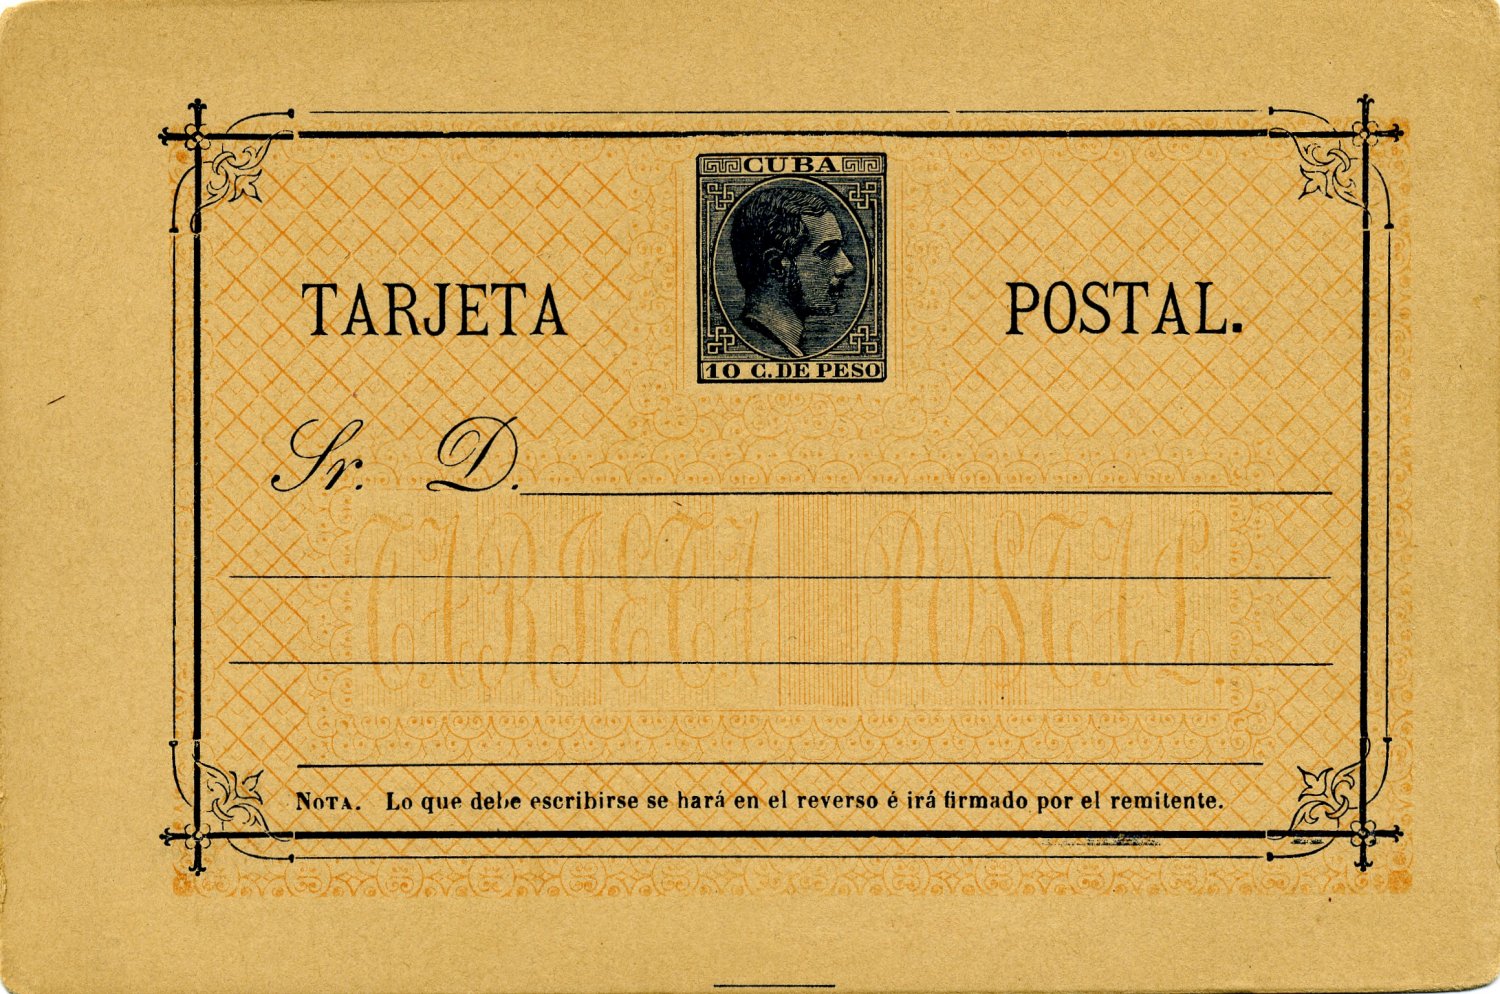 CUBA
10 C. DE PESO
TARJETA POSTAL.
Sr. D.
TARJETA POSTAL
NOTA. Lo que debe escribirse se hará en el reverso é irá firmado por el remitente.